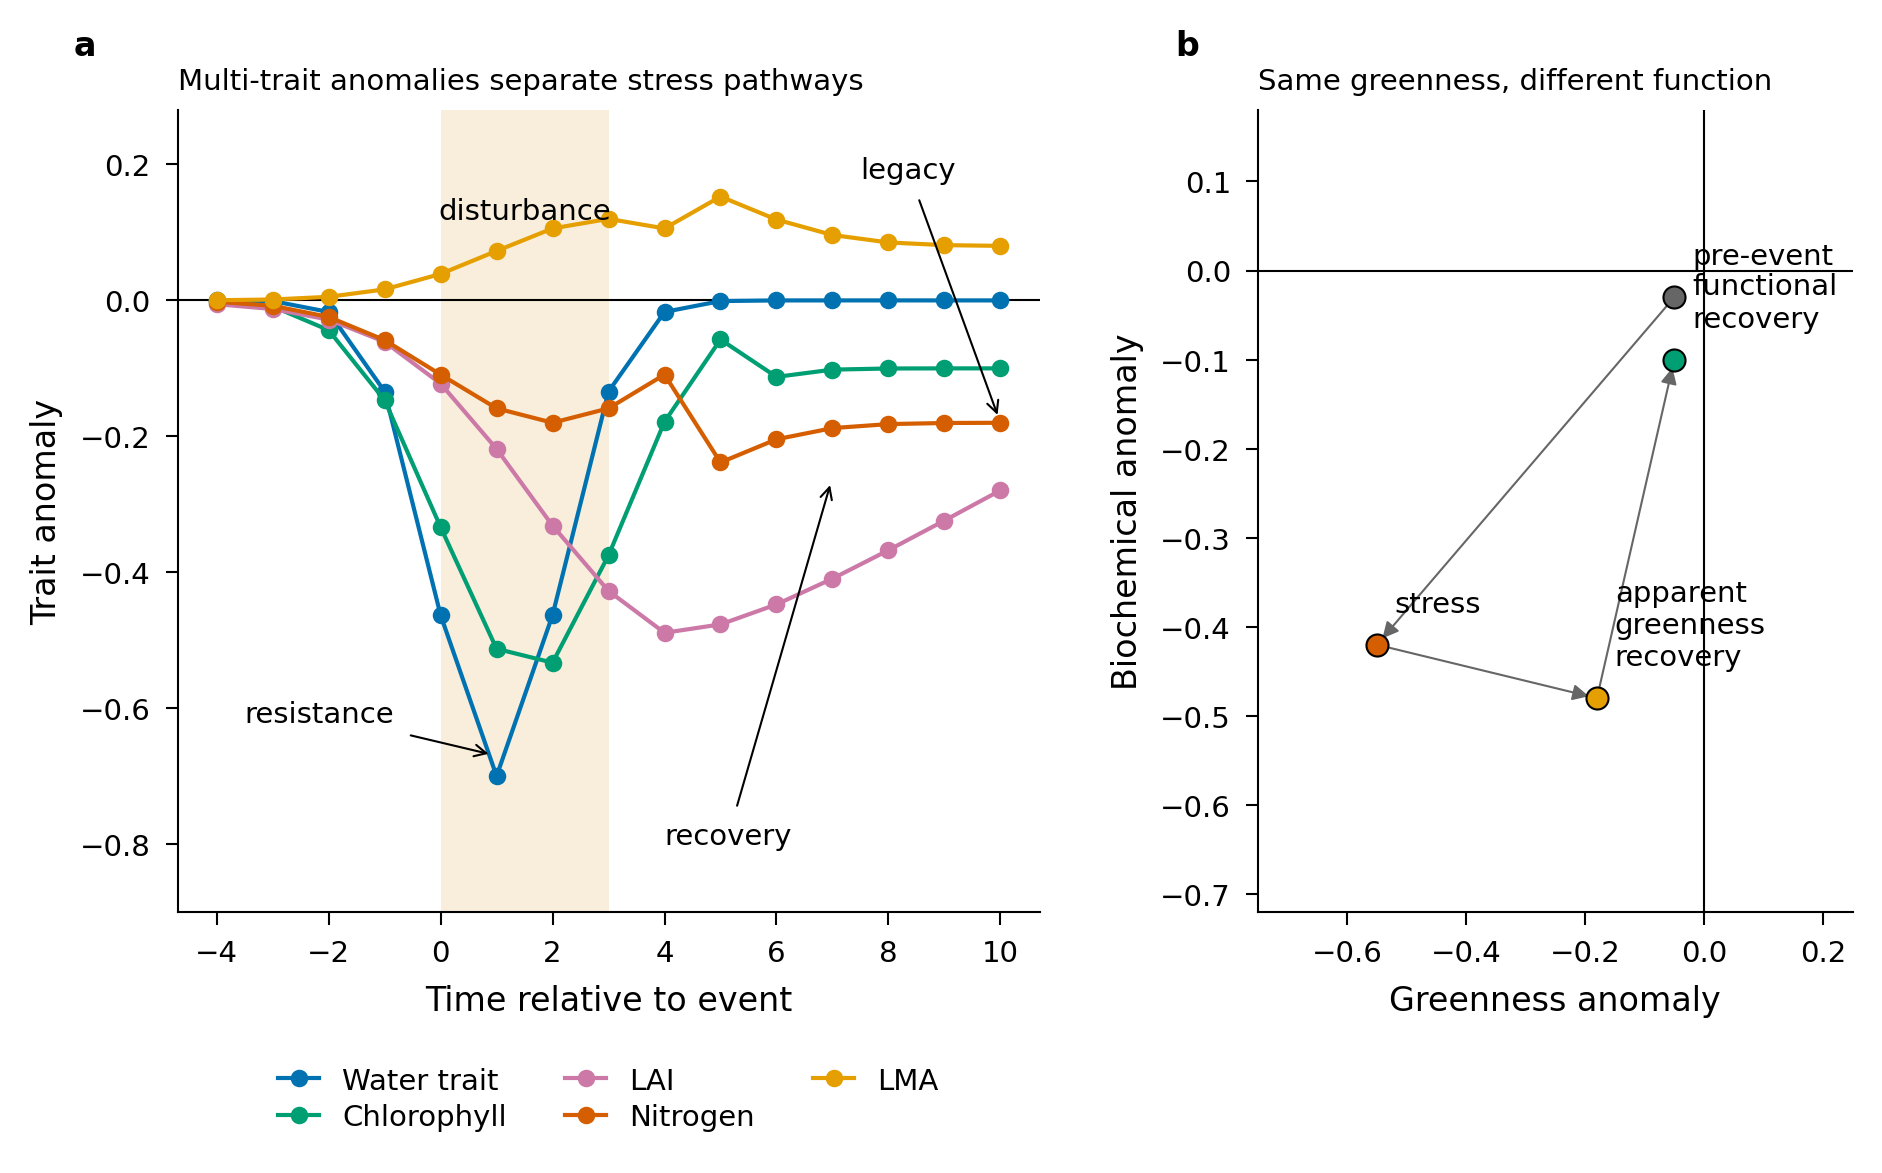 a
Multi-trait anomalies separate stress pathways
Trait anomaly
0.2
0.0
−0.2
−0.4
−0.6
−0.8
disturbance
legacy
resistance
recovery
−4
−2
0
2
4
6
8
10
Time relative to event
Water trait
Chlorophyll
LAI
Nitrogen
LMA
b
Same greenness, different function
Biochemical anomaly
0.1
0.0
−0.1
−0.2
−0.3
−0.4
−0.5
−0.6
−0.7
pre-event
functional
recovery
stress
apparent
greenness
recovery
−0.6
−0.4
−0.2
0.0
0.2
Greenness anomaly